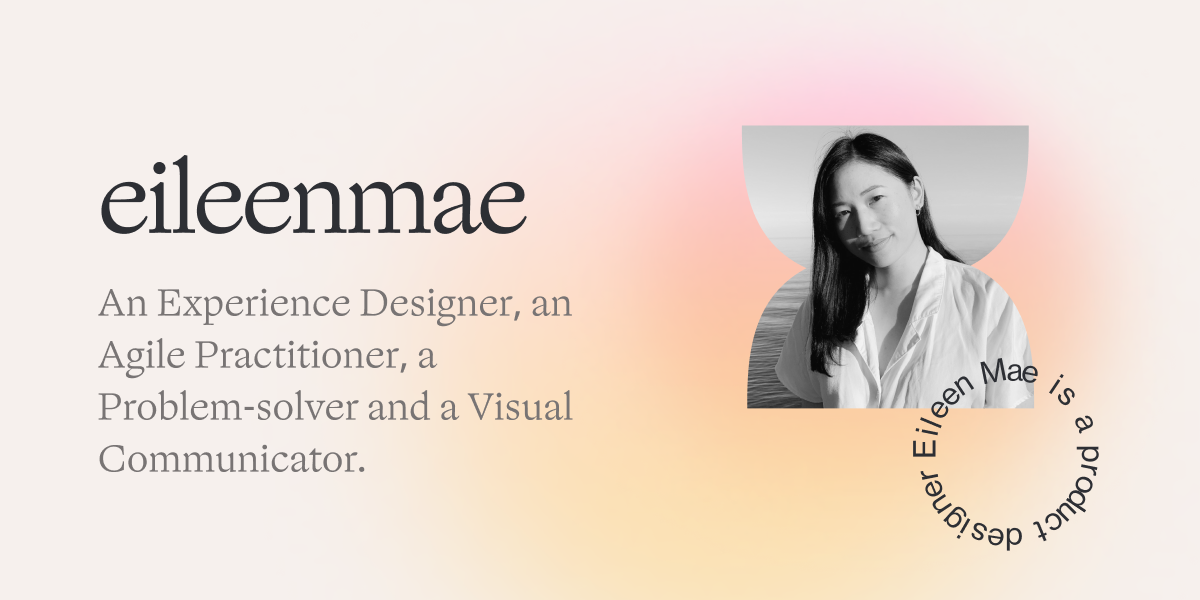 eileenmae
An Experience Designer, an
Agile Practitioner, a
Problem-solver and a Visual
Communicator.
Eileen Mae is a product designer